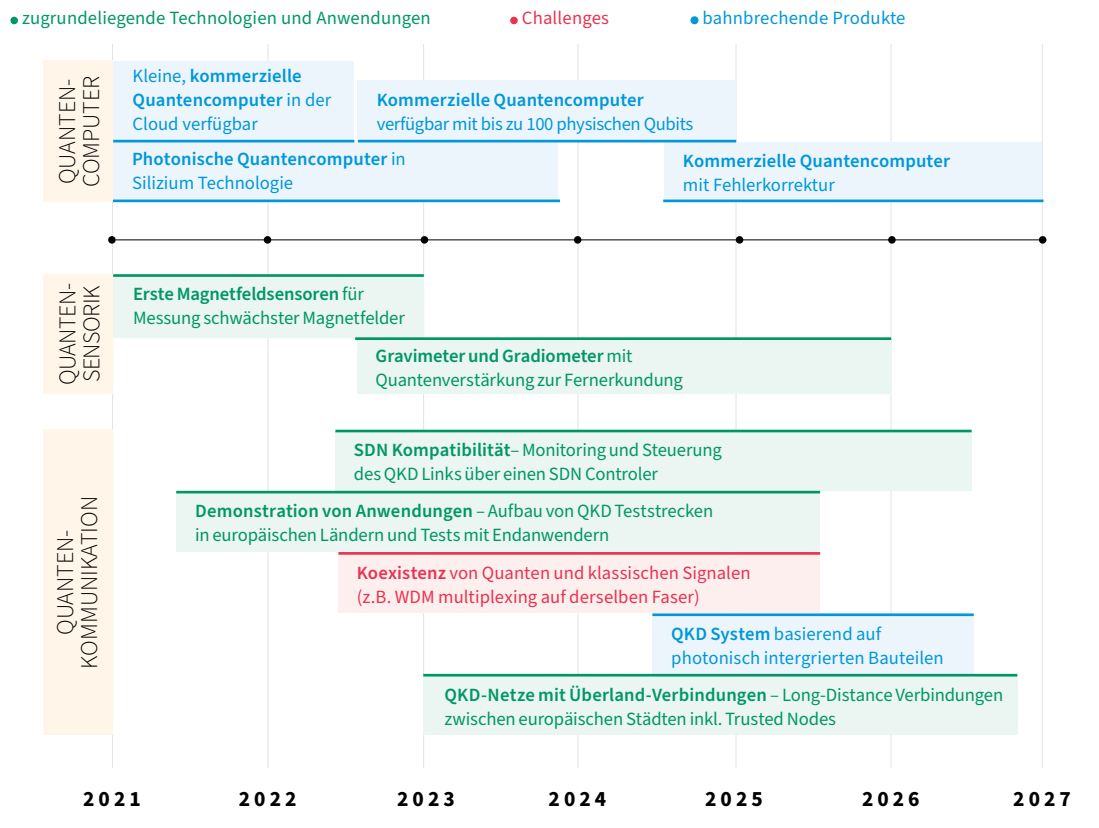 zugrundeliegende Technologien und Anwendungen
Challenges
bahnbrechende Produkte
QUANTEN-
COMPUTER
Kleine, kommerzielle
Quantencomputer in der
Cloud verfügbar
Kommerzielle Quantencomputer
verfügbar mit bis zu 100 physischen Qubits
Photonische Quantencomputer in
Silizium Technologie
Kommerzielle Quantencomputer
mit Fehlerkorrektur
QUANTEN-
SENSORIK
Erste Magnetfeldsensoren für
Messung schwächster Magnetfelder
Gravimeter und Gradiometer mit
Quantenverstärkung zur Fernerkundung
QUANTEN-
KOMMUNIKATION
SDN Kompatibilität– Monitoring und Steuerung
des QKD Links über einen SDN Controler
Demonstration von Anwendungen – Aufbau von QKD Teststrecken
in europäischen Ländern und Tests mit Endanwendern
Koexistenz von Quanten und klassischen Signalen
(z.B. WDM multiplexing auf derselben Faser)
QKD System basierend auf
photonisch intergrierten Bauteilen
QKD-Netze mit Überland-Verbindungen – Long-Distance Verbindungen
zwischen europäischen Städten inkl. Trusted Nodes
2021 2022 2023 2024 2025 2026 2027